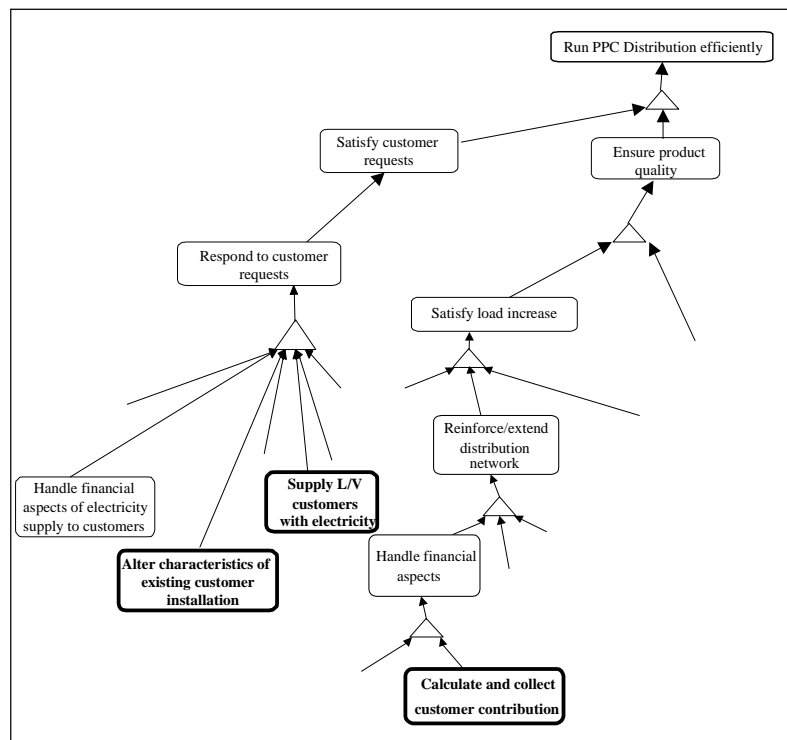 Run PPC Distribution efficiently
Satisfy customer
requests
Ensure product
quality
Respond to customer
requests
Satisfy load increase
Reinforce/extend
distribution
network
Handle financial
aspects of electricity
supply to customers
Supply L/V
customers
with electricity
Alter characteristics of
existing customer
installation
Handle financial
aspects
Calculate and collect
customer contribution